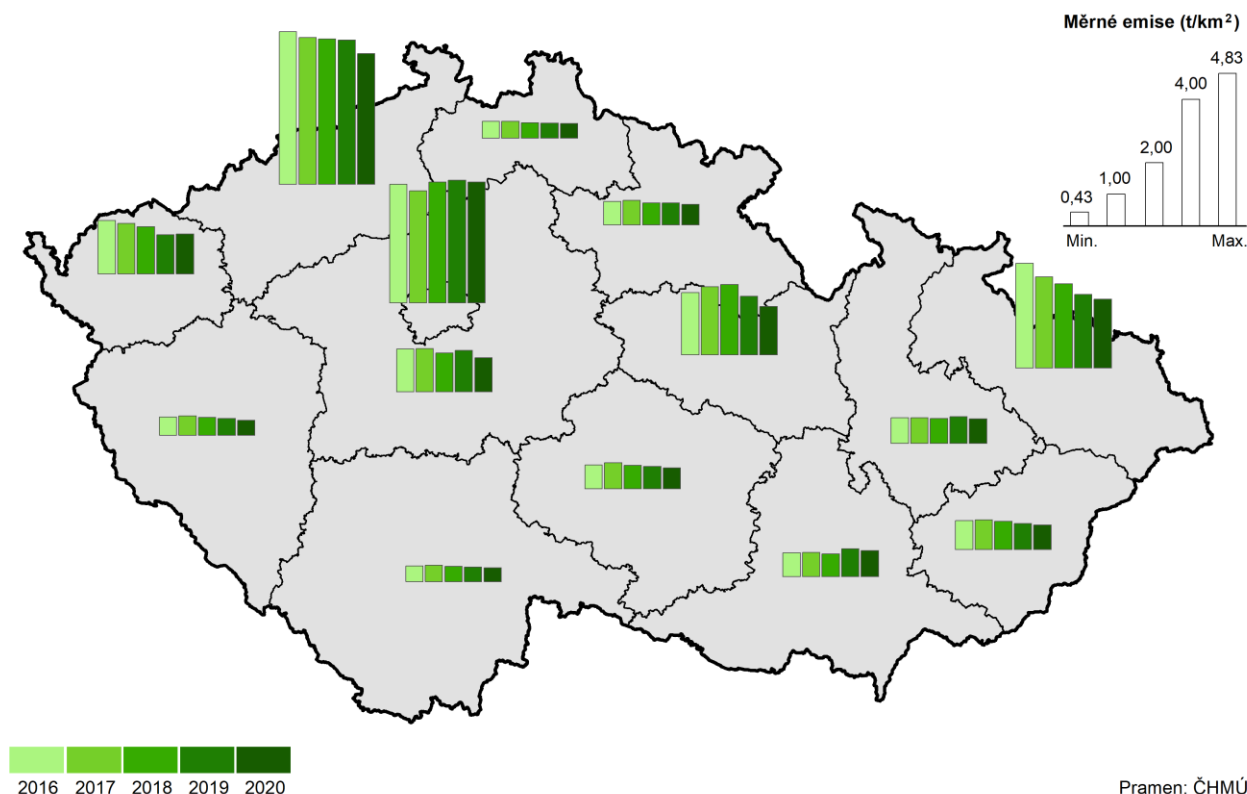 Měrné emise (t/km²)
4,83
4,00
2,00
1,00
0,43
Min.
Max.
2016 2017 2018 2019 2020
Pramen: ČHMÚ